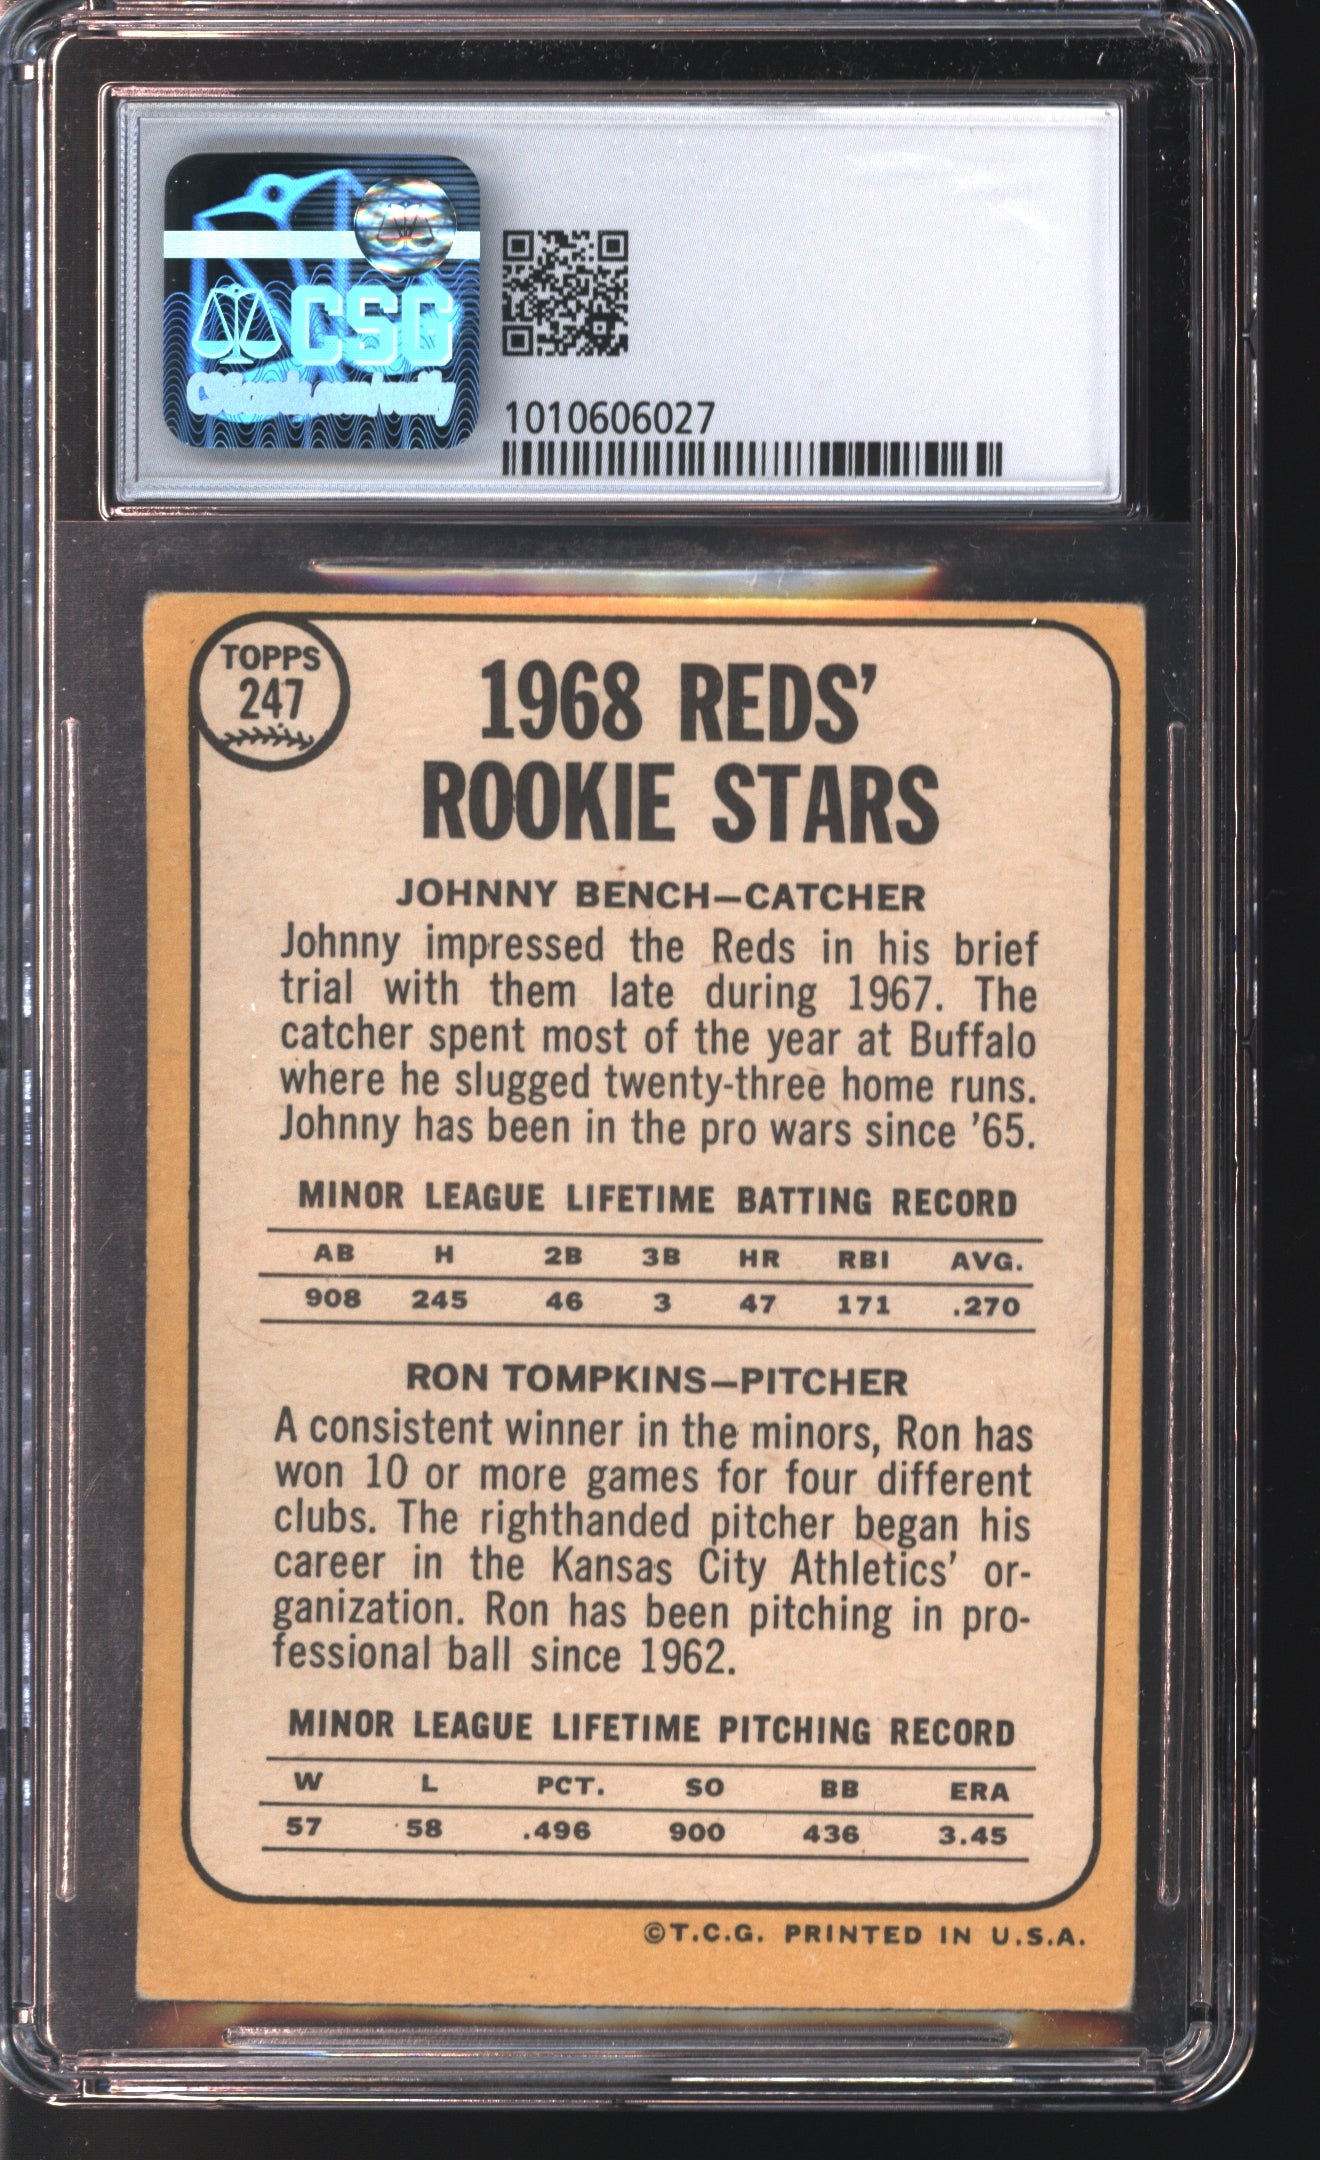 CSG
1010606027
TOPPS
247
1968 REDS’
ROOKIE STARS
JOHNNY BENCH—CATCHER
Johnny impressed the Reds in his brief
trial with them late during 1967. The
catcher spent most of the year at Buffalo
where he slugged twenty-three home runs.
Johnny has been in the pro wars since ’65.
MINOR LEAGUE LIFETIME BATTING RECORD
AB H 2B 3B HR RBI AVG.
908 245 46 3 47 171 .270
RON TOMPKINS—PITCHER
A consistent winner in the minors, Ron has
won 10 or more games for four different
clubs. The righthanded pitcher began his
career in the Kansas City Athletics’ or-
ganization. Ron has been pitching in pro-
fessional ball since 1962.
MINOR LEAGUE LIFETIME PITCHING RECORD
W L PCT. SO BB ERA
57 58 .496 900 436 3.45
©T.C.G. PRINTED IN U.S.A.